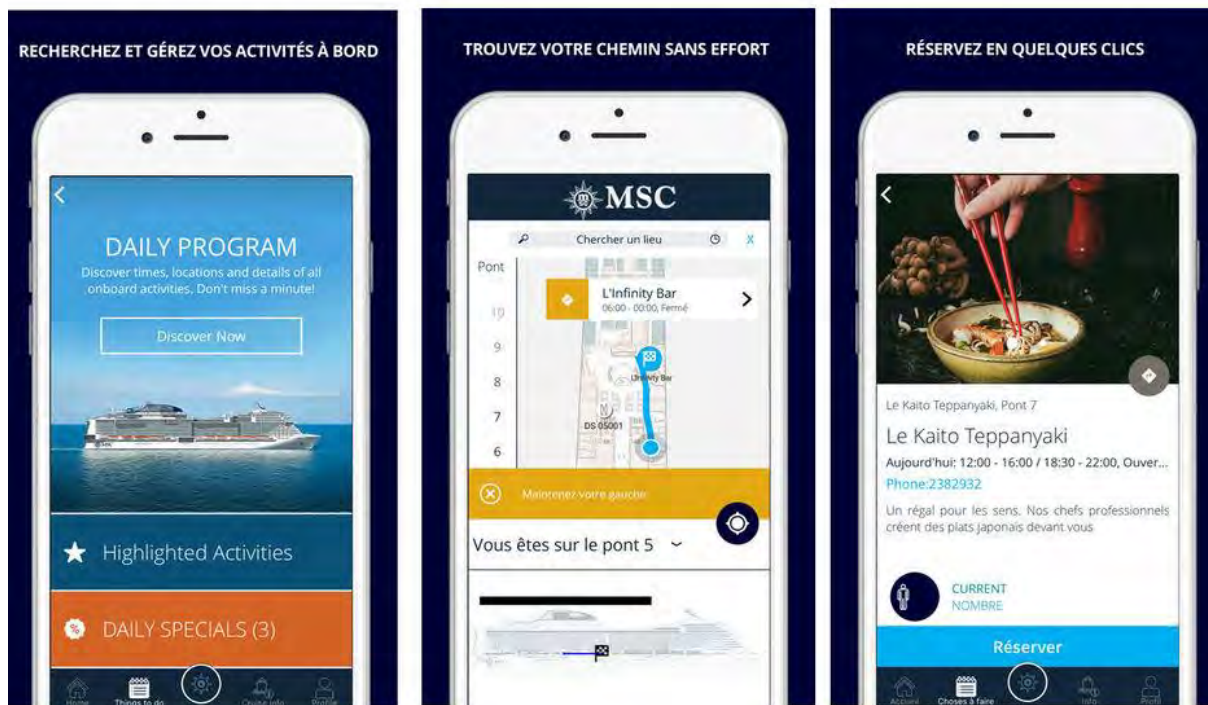 RECHERCHEZ ET GÉREZ VOS ACTIVITÉS À BORD
DAILY PROGRAM
Discover times, locations and details of all
onboard activities. Don't miss a minute!
Discover Now
Highlighted Activities
DAILY SPECIALS (3)
Home
Things to do
Cruise info
Profile
TROUVEZ VOTRE CHEMIN SANS EFFORT
MSC
Chercher un lieu
X
Pont
L'Infinity Bar
06:00 - 00:00, Fermé
10
9
8
7
6
L'Infinity Bar
DS 05001
Maintenez votre gauche
Vous êtes sur le pont 5
RÉSERVEZ EN QUELQUES CLICS
Le Kaito Teppanyaki, Pont 7
Le Kaito Teppanyaki
Aujourd'hui: 12:00 - 16:00 / 18:30 - 22:00, Ouver...
Phone:2382932
Un régal pour les sens. Nos chefs professionnels
créent des plats japonais devant vous
CURRENT
NOMBRE
Réserver
Accueil
Choses à faire
Info
Profil